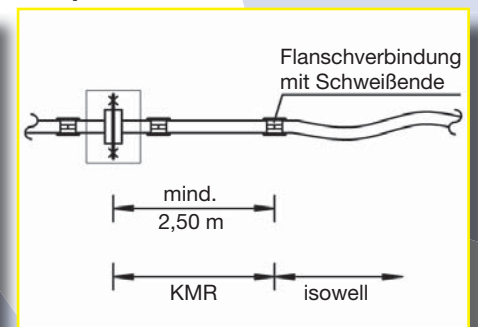 Flanschverbindung
mit Schweißende
mind.
2,50 m
KMR
isowell